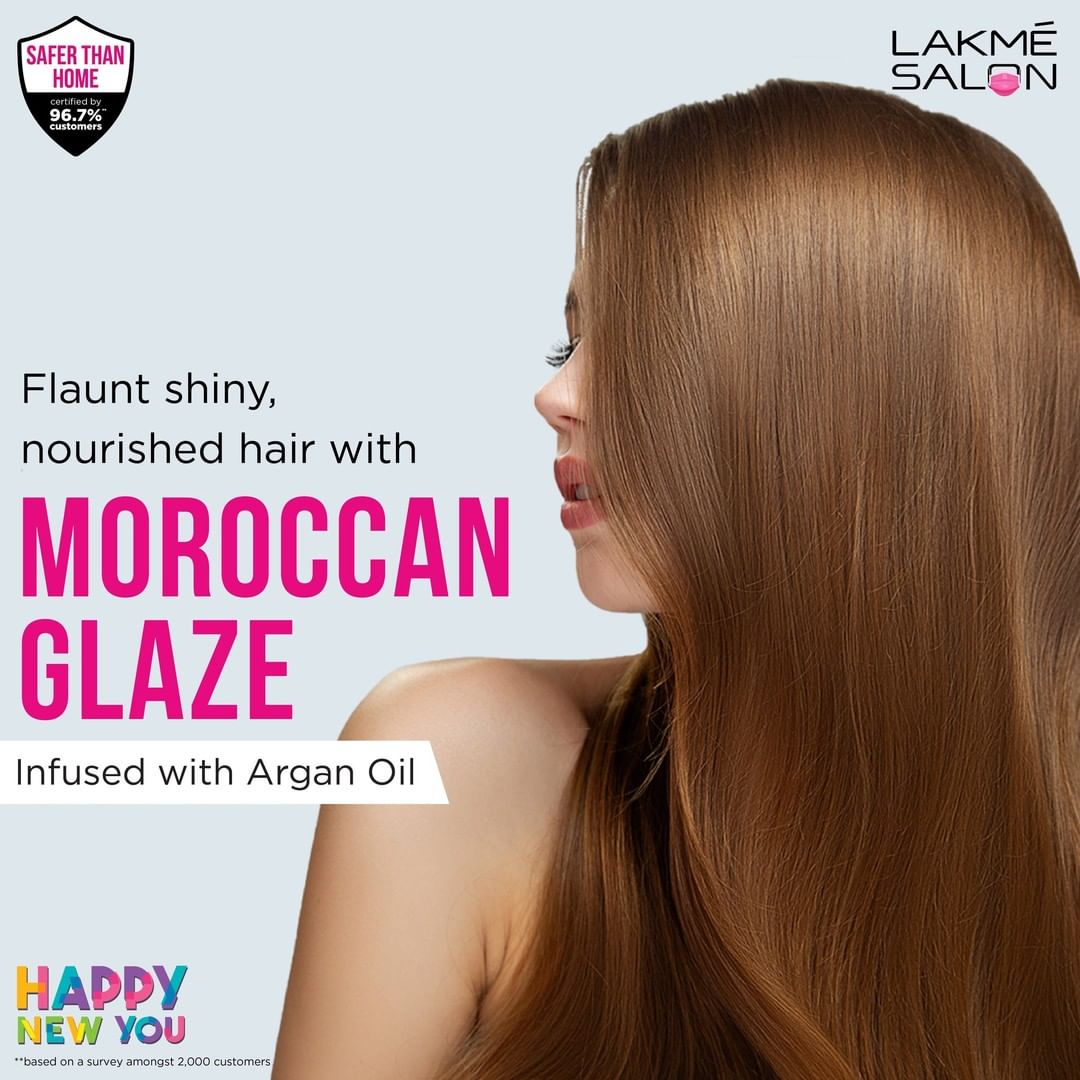 SAFER THAN
HOME
certified by
96.7%**
customers
LAKMÉ
SALON
Flaunt shiny,
nourished hair with
MOROCCAN
GLAZE
Infused with Argan Oil
HAPPY
NEW YOU
**based on a survey amongst 2,000 customers